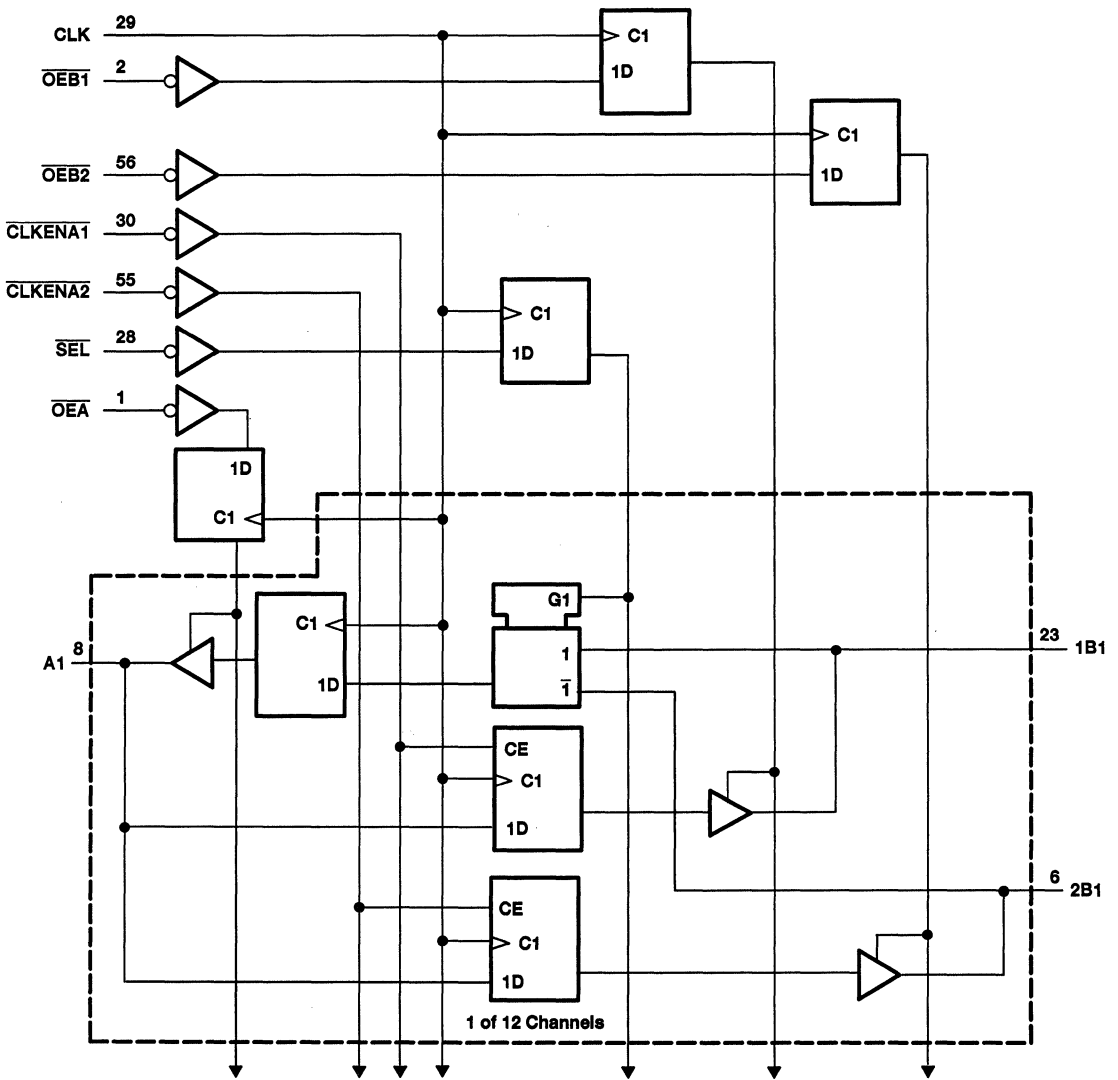 CLK 29
C1
1D
OEB1 2
C1
1D
OEB2 56
CLKENA1 30
CLKENA2 55
C1
1D
SEL 28
OEA 1
1D
C1
G1
C1
1
1
1D
A1 8
23 1B1
CE
C1
1D
6 2B1
CE
C1
1D
1 of 12 Channels